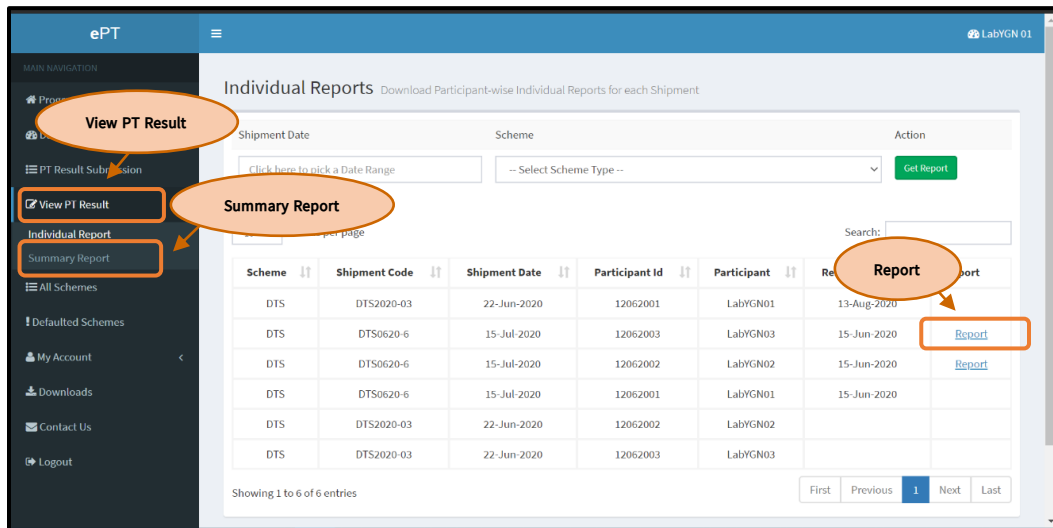 ePT
LabYGN 01
MAIN NAVIGATION
View PT Result
PT Result Submission
View PT Result
Individual Report
Summary Report
All Schemes
Defaulted Schemes
My Account
Downloads
Contact Us
Logout
Individual Reports Download Participant-wise Individual Reports for each Shipment
Shipment Date Scheme Action
Click here to pick a Date Range -- Select Scheme Type -- Get Report
Summary Report
per page Search:
Report
Scheme Shipment Code Shipment Date Participant Id Participant
DTS DTS2020-03 22-Jun-2020 12062001 LabYGN01 13-Aug-2020
DTS DTS0620-6 15-Jul-2020 12062003 LabYGN03 15-Jun-2020 Report
DTS DTS0620-6 15-Jul-2020 12062002 LabYGN02 15-Jun-2020 Report
DTS DTS0620-6 15-Jul-2020 12062001 LabYGN01 15-Jun-2020
DTS DTS2020-03 22-Jun-2020 12062002 LabYGN02
DTS DTS2020-03 22-Jun-2020 12062003 LabYGN03
Showing 1 to 6 of 6 entries First Previous 1 Next Last